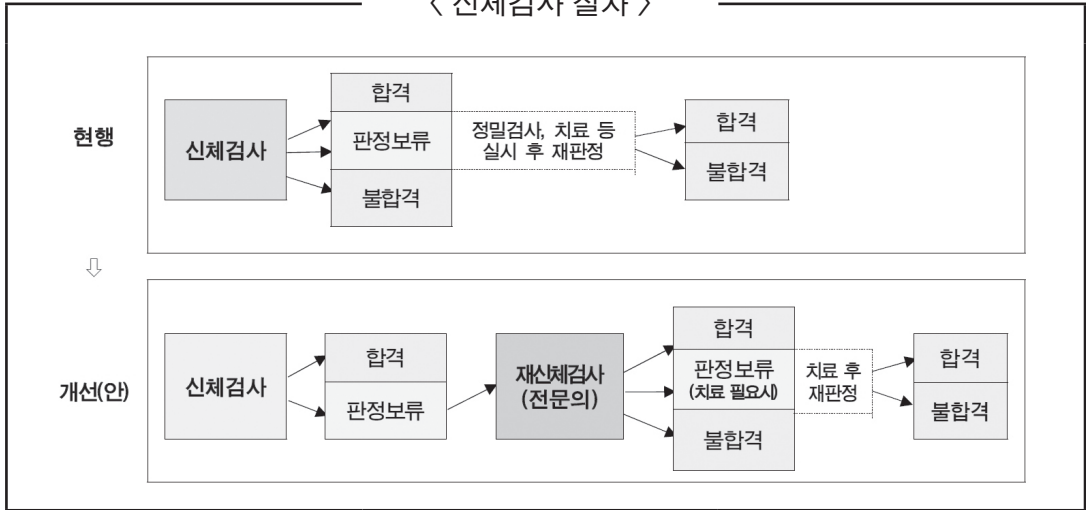 < 신체검사 절차 >
현행
신체검사
합격
판정보류
불합격
정밀검사, 치료 등
실시 후 재판정
합격
불합격
⇩
개선(안)
신체검사
합격
판정보류
재신체검사
(전문의)
합격
판정보류
(치료 필요시)
불합격
치료 후
재판정
합격
불합격